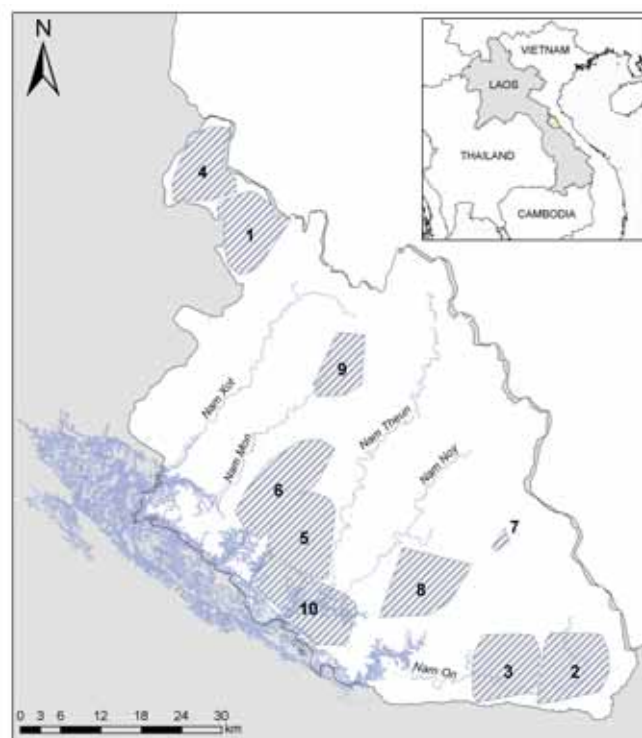 N
VIETNAM
LAOS
THAILAND
CAMBODIA
4
1
9
Nam Xot
Nam Mon
Nam Theun
Nam Noy
6
7
5
8
10
Nam On
3
2
0 3 6 12 18 24 30
km